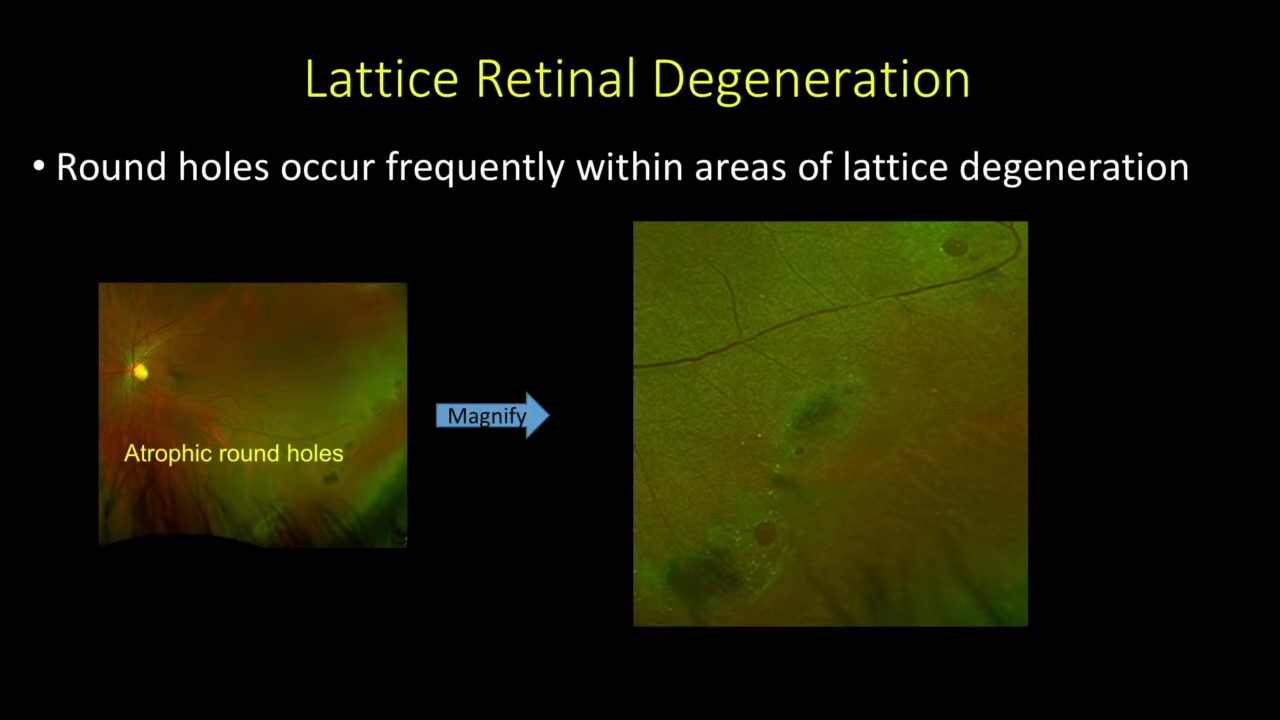 Lattice Retinal Degeneration
• Round holes occur frequently within areas of lattice degeneration
Atrophic round holes
Magnify